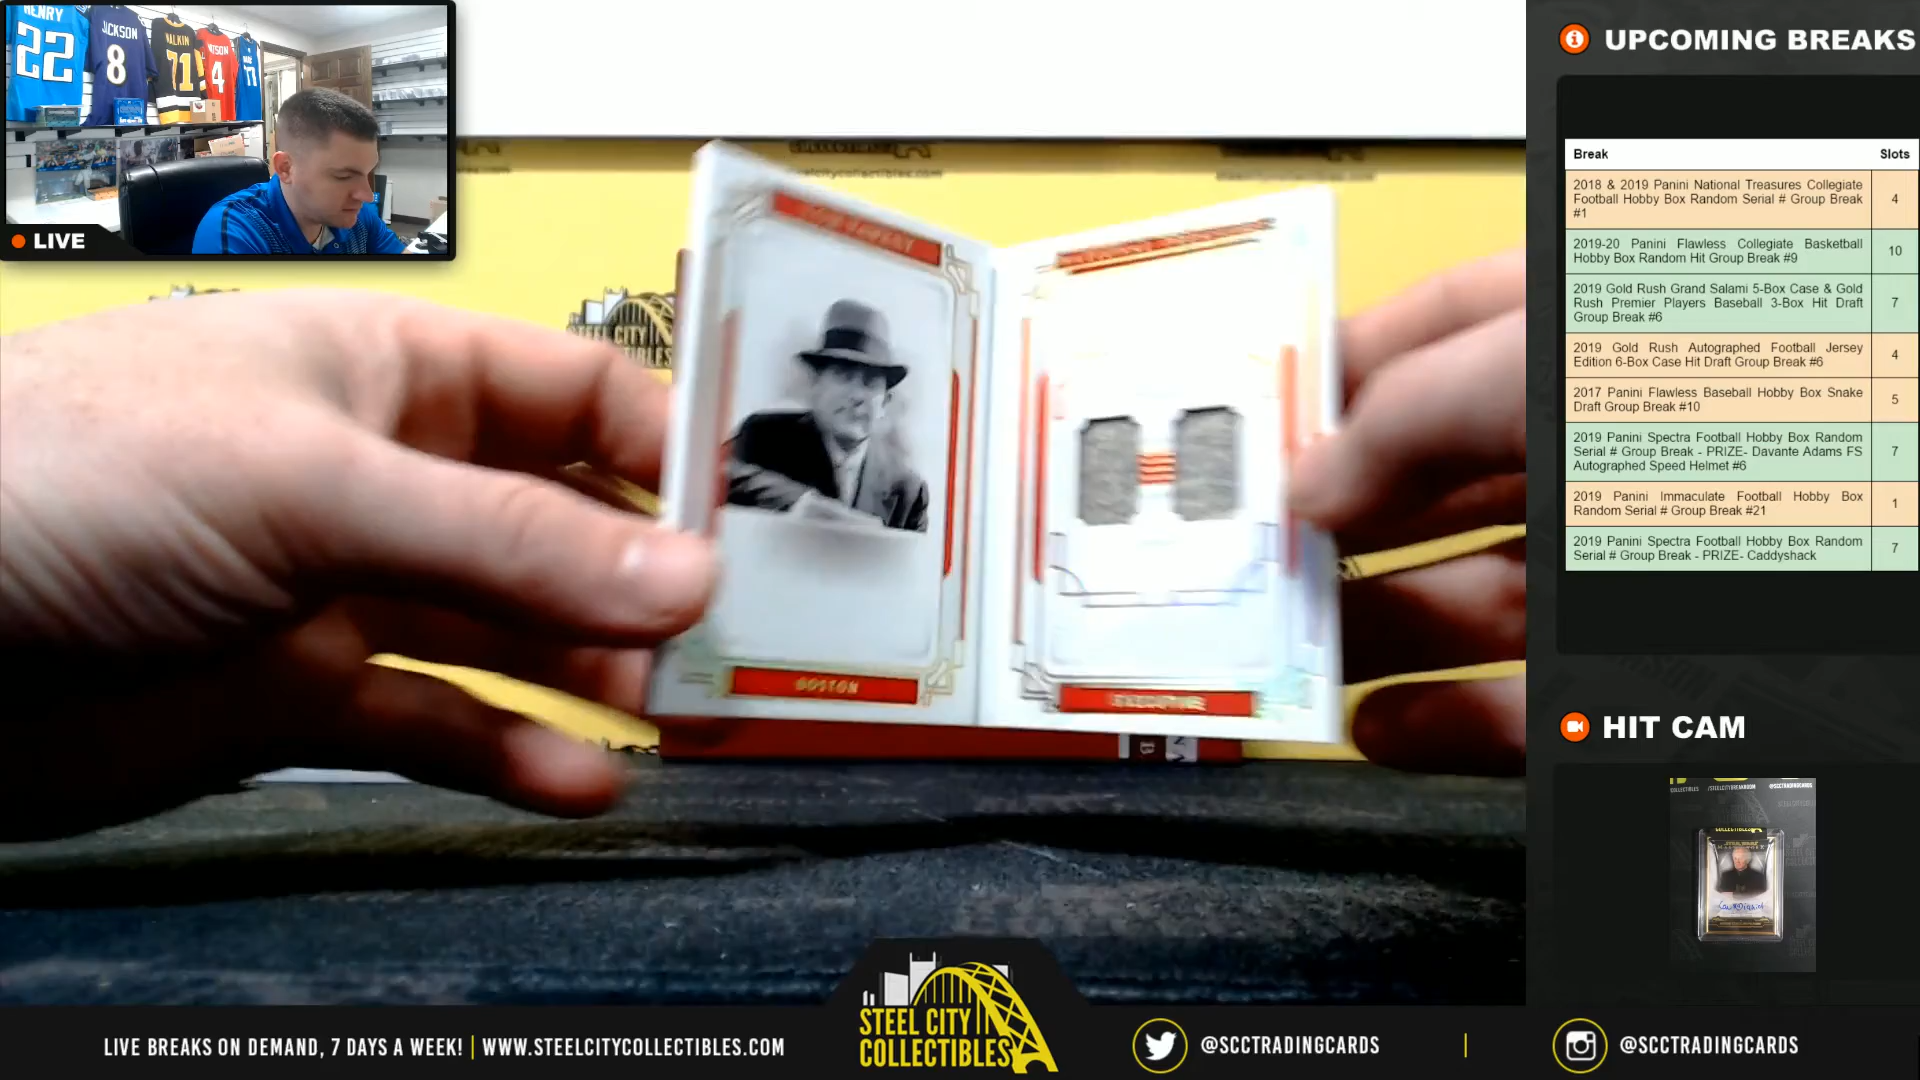 HENRY
22
JACKSON
8
MALKIN
71
4
77
LIVE
STEEL CITY
COLLECTIBLES
BOSTON
UPCOMING BREAKS
Break Slots
2018 & 2019 Panini National Treasures Collegiate
Football Hobby Box Random Serial # Group Break
#1
4
2019-20 Panini Flawless Collegiate Basketball
Hobby Box Random Hit Group Break #9
10
2019 Gold Rush Grand Salami 5-Box Case & Gold
Rush Premier Players Baseball 3-Box Hit Draft
Group Break #6
7
2019 Gold Rush Autographed Football Jersey
Edition 6-Box Case Hit Draft Group Break #6
4
2017 Panini Flawless Baseball Hobby Box Snake
Draft Group Break #10
5
2019 Panini Spectra Football Hobby Box Random
Serial # Group Break - PRIZE- Davante Adams FS
Autographed Speed Helmet #6
7
2019 Panini Immaculate Football Hobby Box
Random Serial # Group Break #21
1
2019 Panini Spectra Football Hobby Box Random
Serial # Group Break - PRIZE- Caddyshack
7
HIT CAM
LIVE BREAKS ON DEMAND, 7 DAYS A WEEK! | WWW.STEELCITYCOLLECTIBLES.COM
STEEL CITY
COLLECTIBLES
@SCCTRADINGCARDS
@SCCTRADINGCARDS